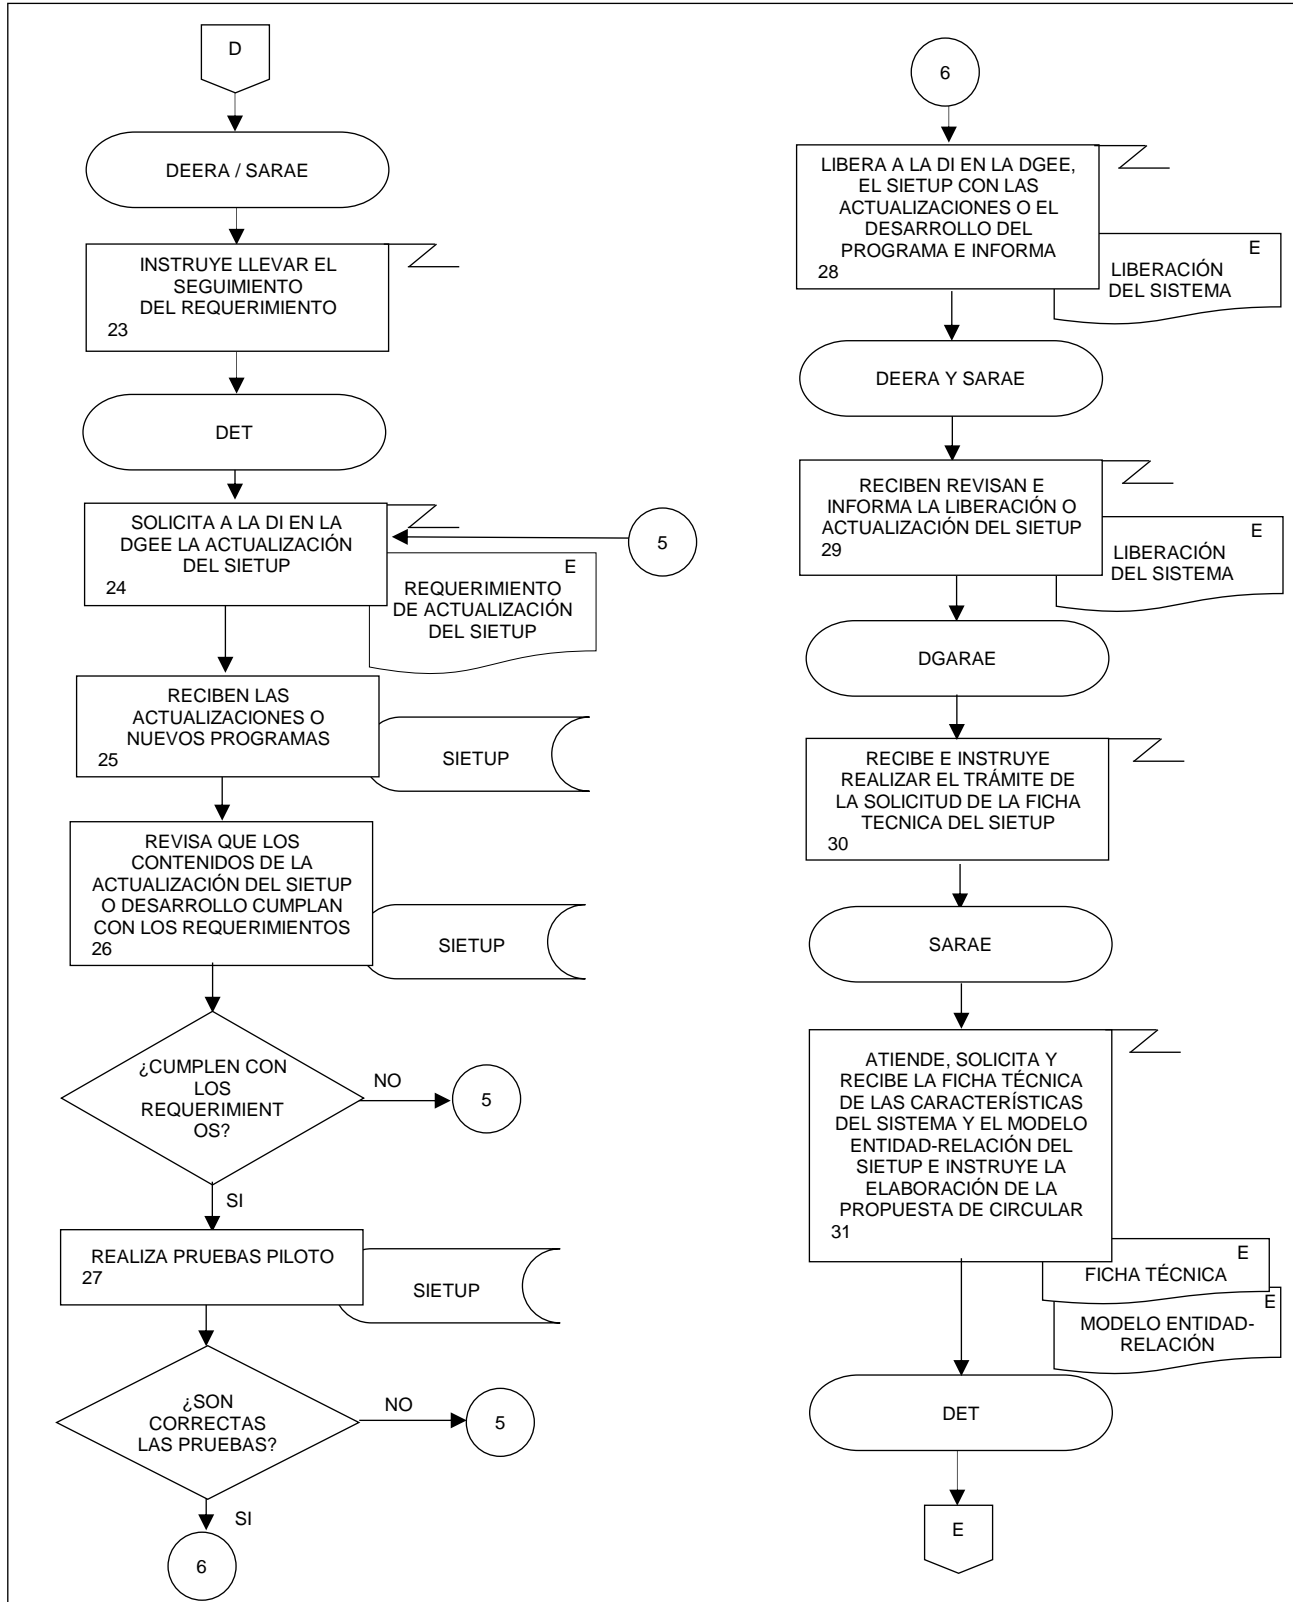 D
DEERA / SARAE
INSTRUYE LLEVAR EL
SEGUIMIENTO
DEL REQUERIMIENTO
23
DET
SOLICITA A LA DI EN LA
DGEE LA ACTUALIZACIÓN
DEL SIETUP
24
5
E
REQUERIMIENTO
DE ACTUALIZACIÓN
DEL SIETUP
RECIBEN LAS
ACTUALIZACIONES O
NUEVOS PROGRAMAS
25
SIETUP
REVISA QUE LOS
CONTENIDOS DE LA
ACTUALIZACIÓN DEL SIETUP
O DESARROLLO CUMPLAN
CON LOS REQUERIMIENTOS
26
SIETUP
¿CUMPLEN CON
LOS
REQUERIMIENT
OS?
NO
5
SI
REALIZA PRUEBAS PILOTO
27
SIETUP
¿SON
CORRECTAS
LAS PRUEBAS?
NO
5
SI
6
6
LIBERA A LA DI EN LA DGEE,
EL SIETUP CON LAS
ACTUALIZACIONES O EL
DESARROLLO DEL
PROGRAMA E INFORMA
28
E
LIBERACIÓN
DEL SISTEMA
DEERA Y SARAE
RECIBEN REVISAN E
INFORMA LA LIBERACIÓN O
ACTUALIZACIÓN DEL SIETUP
29
E
LIBERACIÓN
DEL SISTEMA
DGARAE
RECIBE E INSTRUYE
REALIZAR EL TRÁMITE DE
LA SOLICITUD DE LA FICHA
TECNICA DEL SIETUP
30
SARAE
ATIENDE, SOLICITA Y
RECIBE LA FICHA TÉCNICA
DE LAS CARACTERÍSTICAS
DEL SISTEMA Y EL MODELO
ENTIDAD-RELACIÓN DEL
SIETUP E INSTRUYE LA
ELABORACIÓN DE LA
PROPUESTA DE CIRCULAR
31
E
FICHA TÉCNICA
E
MODELO ENTIDAD-
RELACIÓN
DET
E